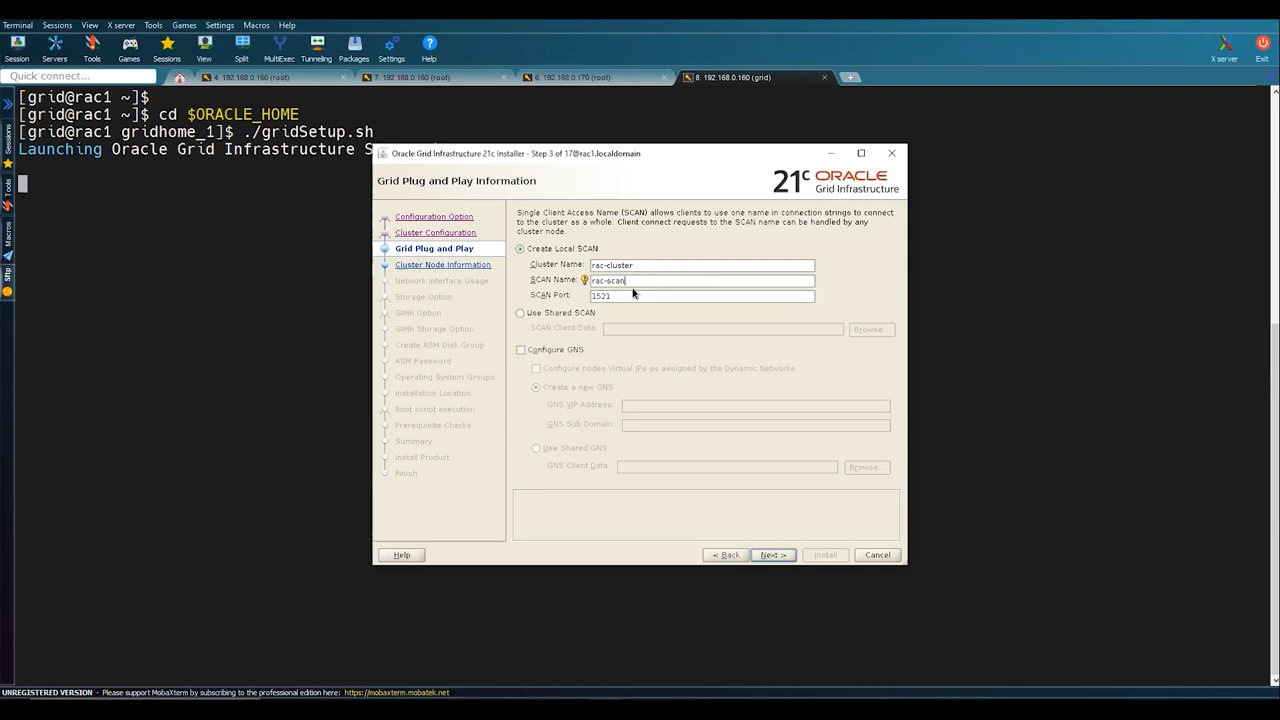 Terminal Sessions View X server Tools Games Settings Macros Help
Session Servers Tools Games Sessions View Split MultiExec Tunneling Packages Settings Help X server Exit
Quick connect... 4. 192.168.0.160 (root) 7. 192.168.0.160 (root) 6. 192.168.0.170 (root) 8. 192.168.0.160 (grid)
[grid@rac1 ~]$
[grid@rac1 ~]$ cd $ORACLE_HOME
[grid@rac1 gridhome_1]$ ./gridSetup.sh
Launching Oracle Grid Infrastructure S
Sessions
Tools
Macros
Sftp
Oracle Grid Infrastructure 21c Installer - Step 3 of 17@rac1.localdomain
Grid Plug and Play Information
21c ORACLE
Grid Infrastructure
Configuration Option
Cluster Configuration
Grid Plug and Play
Cluster Node Information
Network Interface Usage
Storage Option
GIMR Option
GIMR Storage Option
Create ASM Disk Group
ASM Password
Operating System Groups
Installation Location
Root script execution
Prerequisite Checks
Summary
Install Product
Finish
Single Client Access Name (SCAN) allows clients to use one name in connection strings to connect
to the cluster as a whole. Client connect requests to the SCAN name can be handled by any
cluster node.
Create Local SCAN
Cluster Name: rac-cluster
SCAN Name: rac-scan
SCAN Port: 1521
Use Shared SCAN
SCAN Client Data: Browse...
Configure GNS
Configure nodes Virtual IPs as assigned by the Dynamic Networks
Create a new GNS
GNS VIP Address:
GNS Sub Domain:
Use Shared GNS
GNS Client Data: Browse...
Help < Back Next > Install Cancel
UNREGISTERED VERSION - Please support MobaXterm by subscribing to the professional edition here: https://mobaxterm.mobatek.net